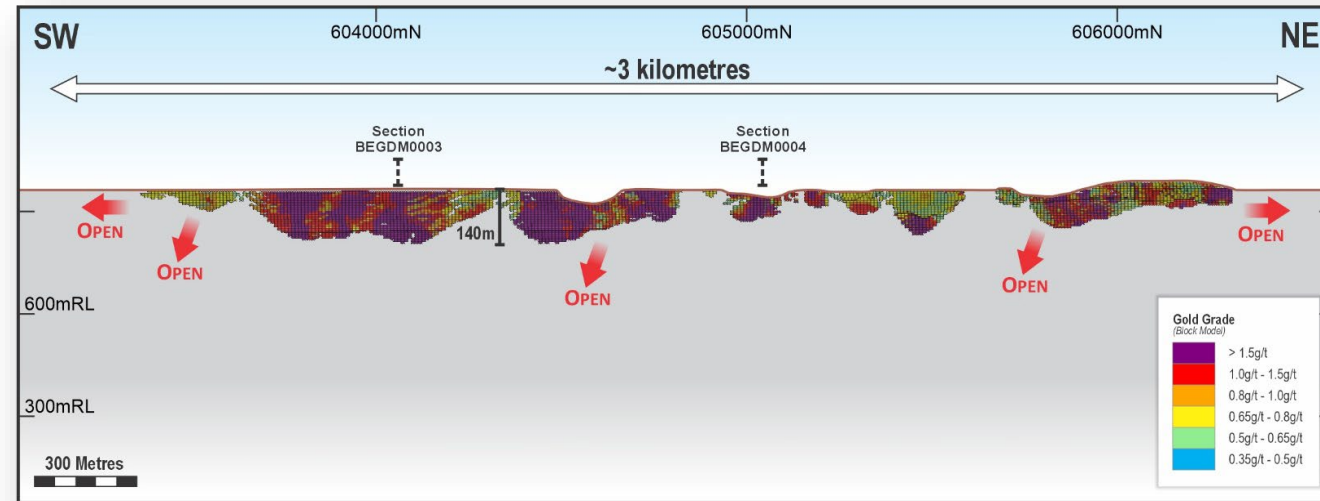 SW
604000mN
605000mN
606000mN
NE
~3 kilometres
Section
BEGDM0003
Section
BEGDM0004
140m
OPEN
OPEN
OPEN
OPEN
OPEN
600mRL
300mRL
300 Metres
Gold Grade
(Block Model)
> 1.5g/t
1.0g/t - 1.5g/t
0.8g/t - 1.0g/t
0.65g/t - 0.8g/t
0.5g/t - 0.65g/t
0.35g/t - 0.5g/t